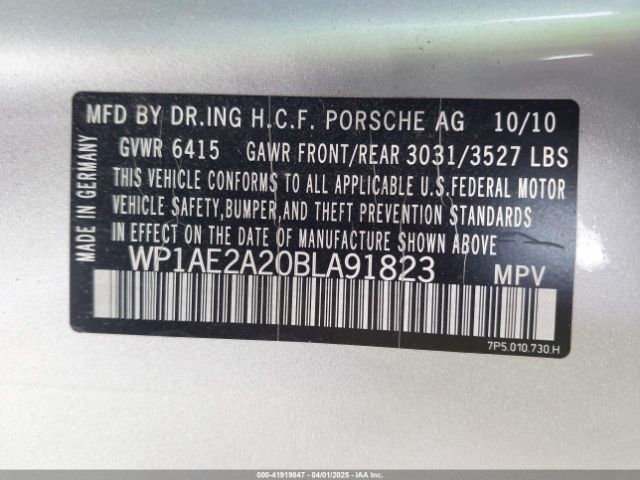 MFD BY DR.ING H.C.F. PORSCHE AG 10/10
GVWR 6415 GAWR FRONT/REAR 3031/3527 LBS
THIS VEHICLE CONFORMS TO ALL APPLICABLE U.S.FEDERAL MOTOR
VEHICLE SAFETY,BUMPER,AND THEFT PREVENTION STANDARDS
IN EFFECT ON THE DATE OF MANUFACTURE SHOWN ABOVE
MADE IN GERMANY
WP1AE2A20BLA91823 MPV
7P5.010.730.H
000-41919647 - 04/01/2025 - IAAI Inc.